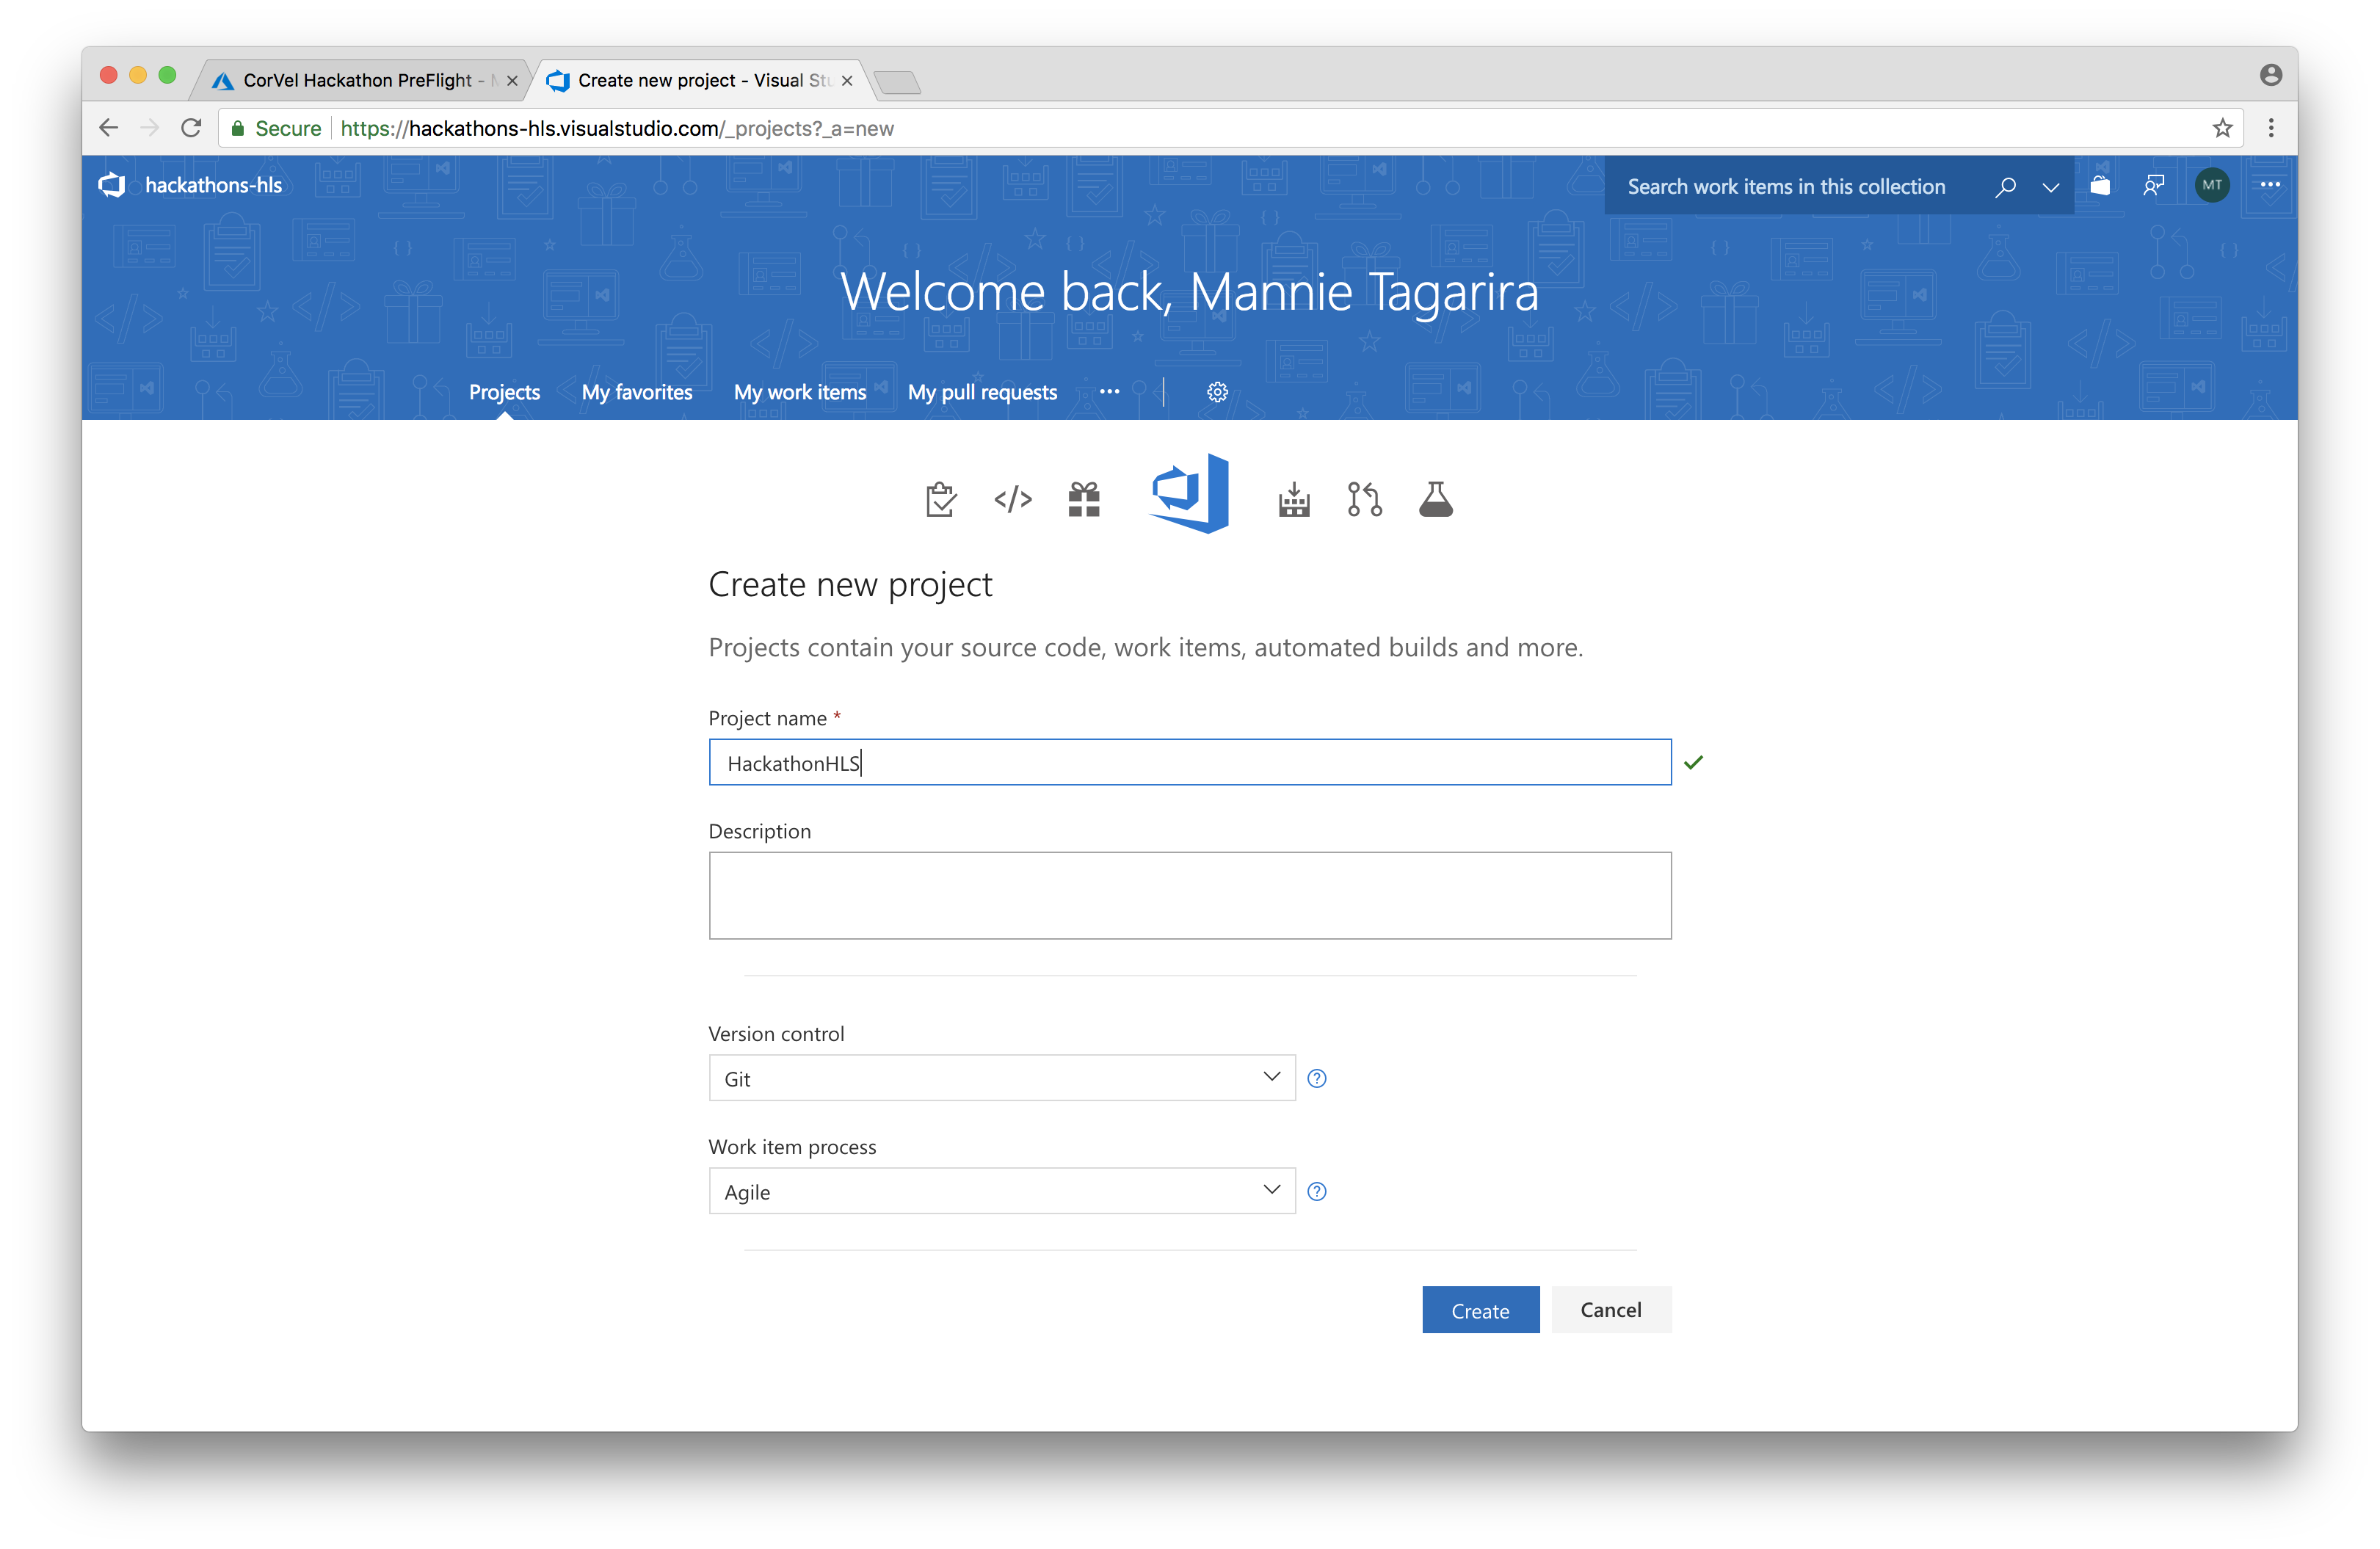 CorVel Hackathon PreFlight -
Create new project - Visual Stu
Secure https://hackathons-hls.visualstudio.com/_projects?_a=new
hackathons-hls
Search work items in this collection
MT
Welcome back, Mannie Tagarira
Projects My favorites My work items My pull requests
Create new project
Projects contain your source code, work items, automated builds and more.
Project name *
HackathonHLS
Description
Version control
Git
Work item process
Agile
Create Cancel